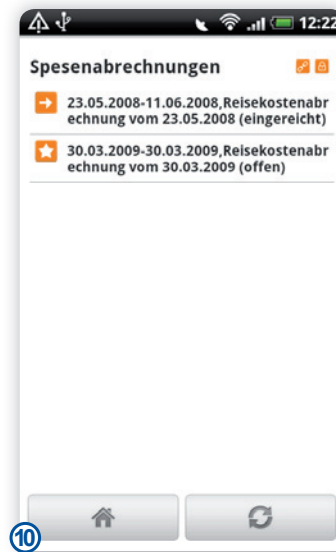 12:22
Spesenabrechnungen
23.05.2008-11.06.2008,Reisekostenabr
echnung vom 23.05.2008 (eingereicht)
30.03.2009-30.03.2009,Reisekostenabr
echnung vom 30.03.2009 (offen)
10